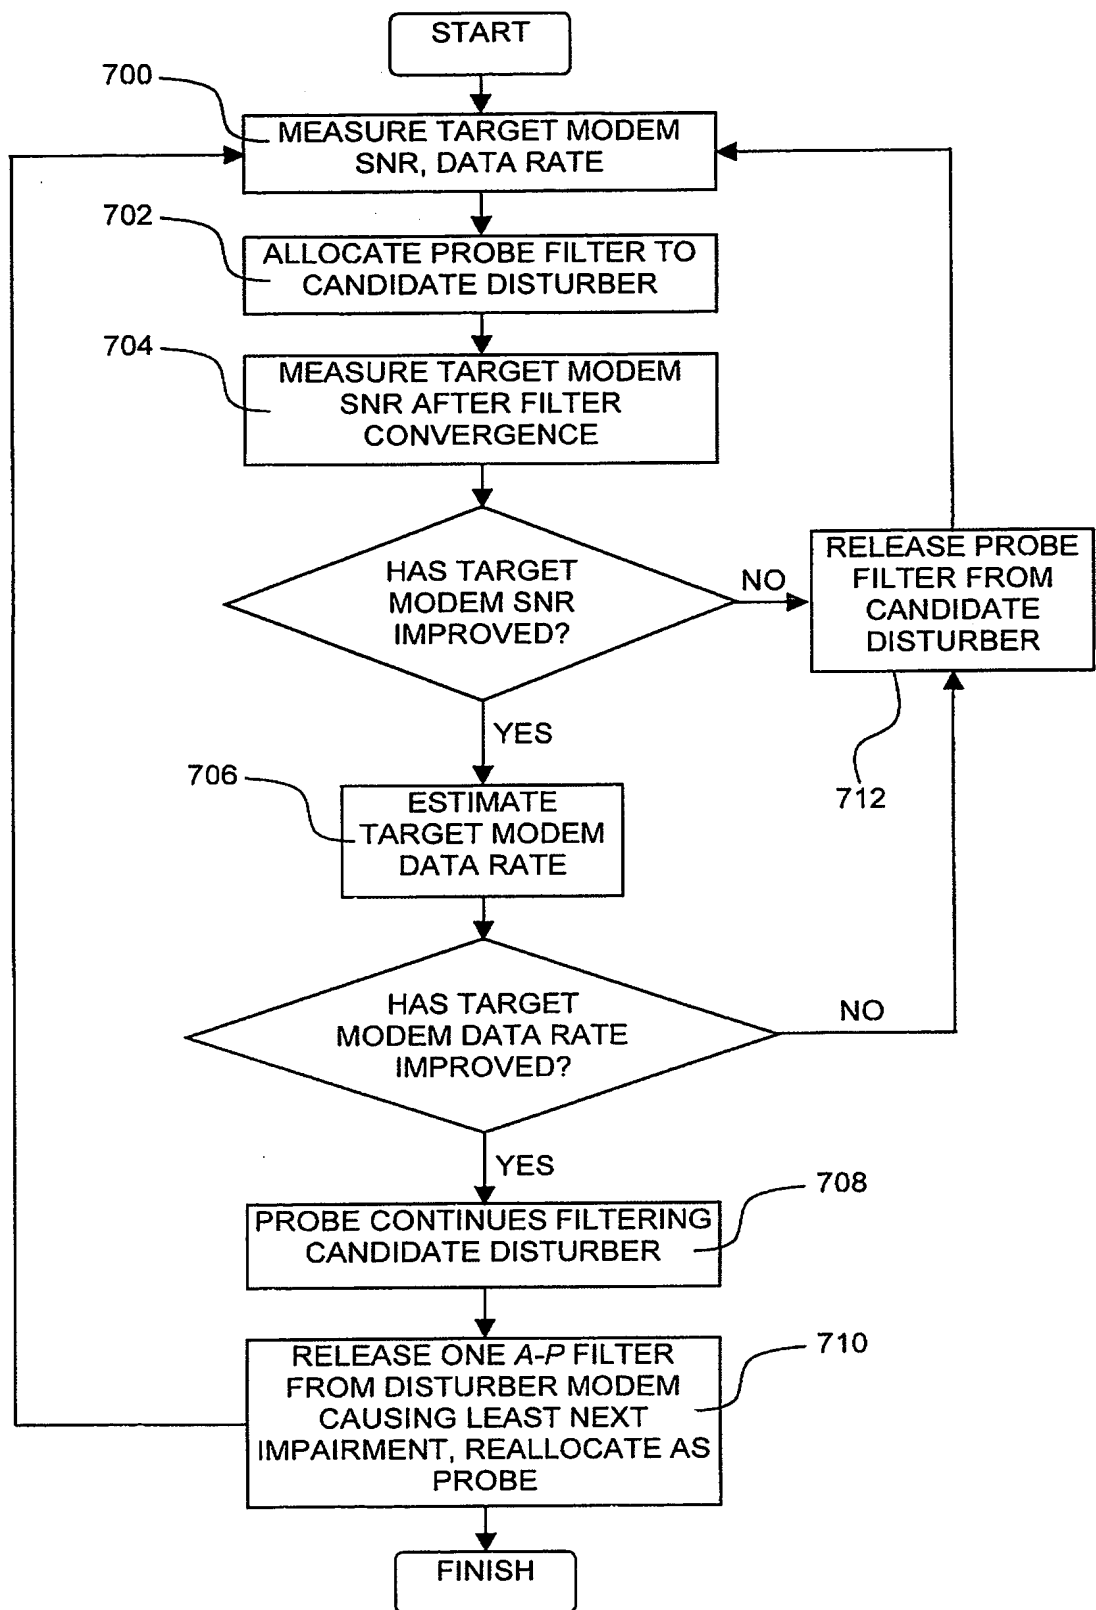 START
700
MEASURE TARGET MODEM
SNR, DATA RATE
702
ALLOCATE PROBE FILTER TO
CANDIDATE DISTURBER
704
MEASURE TARGET MODEM
SNR AFTER FILTER
CONVERGENCE
HAS TARGET
MODEM SNR
IMPROVED?
NO
RELEASE PROBE
FILTER FROM
CANDIDATE
DISTURBER
712
YES
706
ESTIMATE
TARGET MODEM
DATA RATE
HAS TARGET
MODEM DATA RATE
IMPROVED?
NO
YES
708
PROBE CONTINUES FILTERING
CANDIDATE DISTURBER
710
RELEASE ONE A-P FILTER
FROM DISTURBER MODEM
CAUSING LEAST NEXT
IMPAIRMENT, REALLOCATE AS
PROBE
FINISH